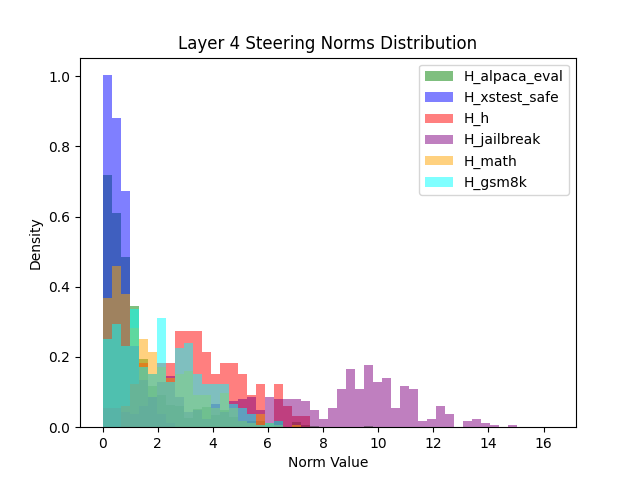 Layer 4 Steering Norms Distribution
H_alpaca_eval
H_xstest_safe
H_h
H_jailbreak
H_math
H_gsm8k
Density
1.0
0.8
0.6
0.4
0.2
0.0
0 2 4 6 8 10 12 14 16
Norm Value